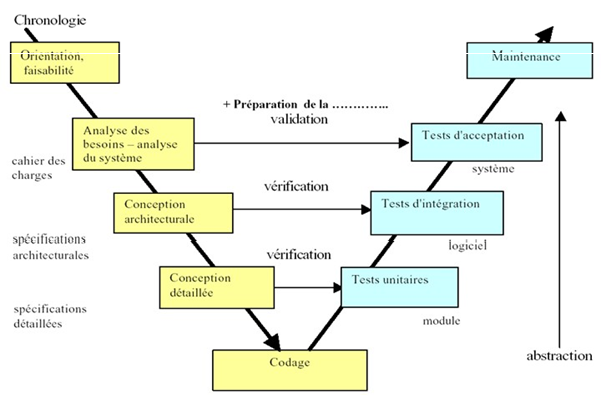 Chronologie
Orientation,
faisabilité
Maintenance
+ Préparation de la …………..
validation
Analyse des
besoins – analyse
du système
Tests d'acceptation
cahier des
charges
système
vérification
Conception
architecturale
Tests d'intégration
spécifications
architecturales
logiciel
vérification
Conception
détaillée
Tests unitaires
spécifications
détaillées
module
abstraction
Codage